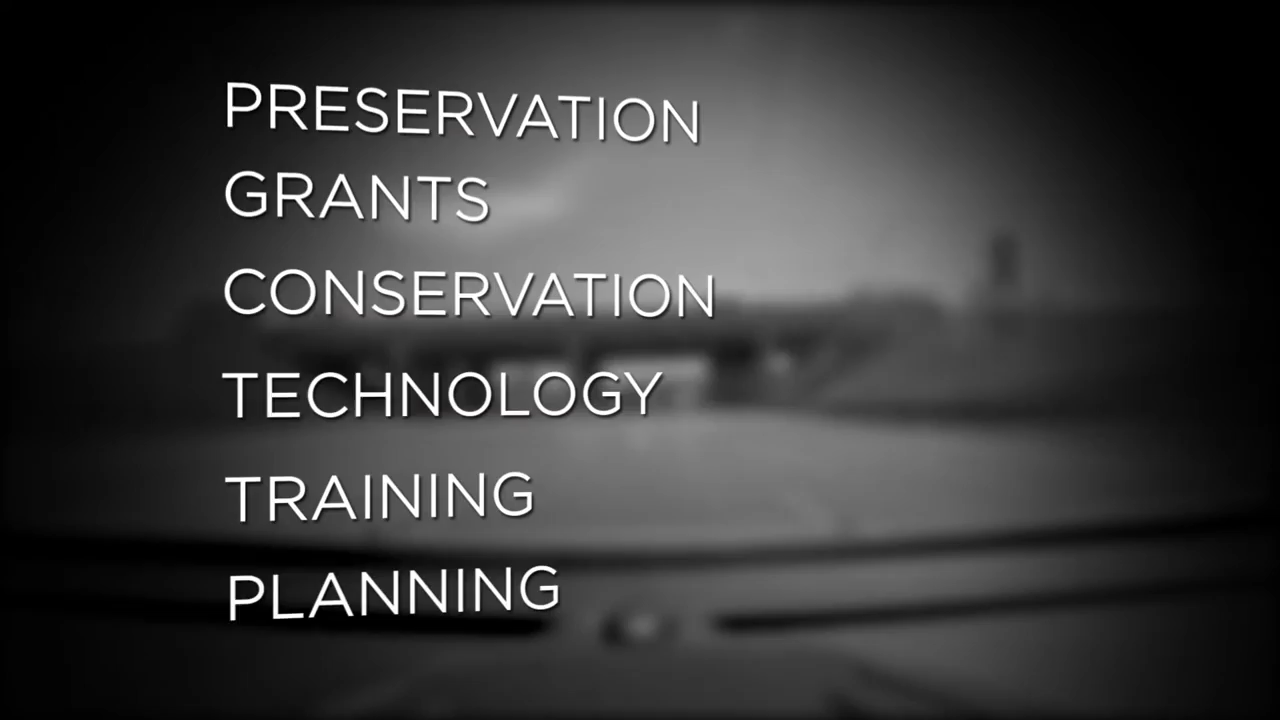 PRESERVATION
GRANTS
CONSERVATION
TECHNOLOGY
TRAINING
PLANNING